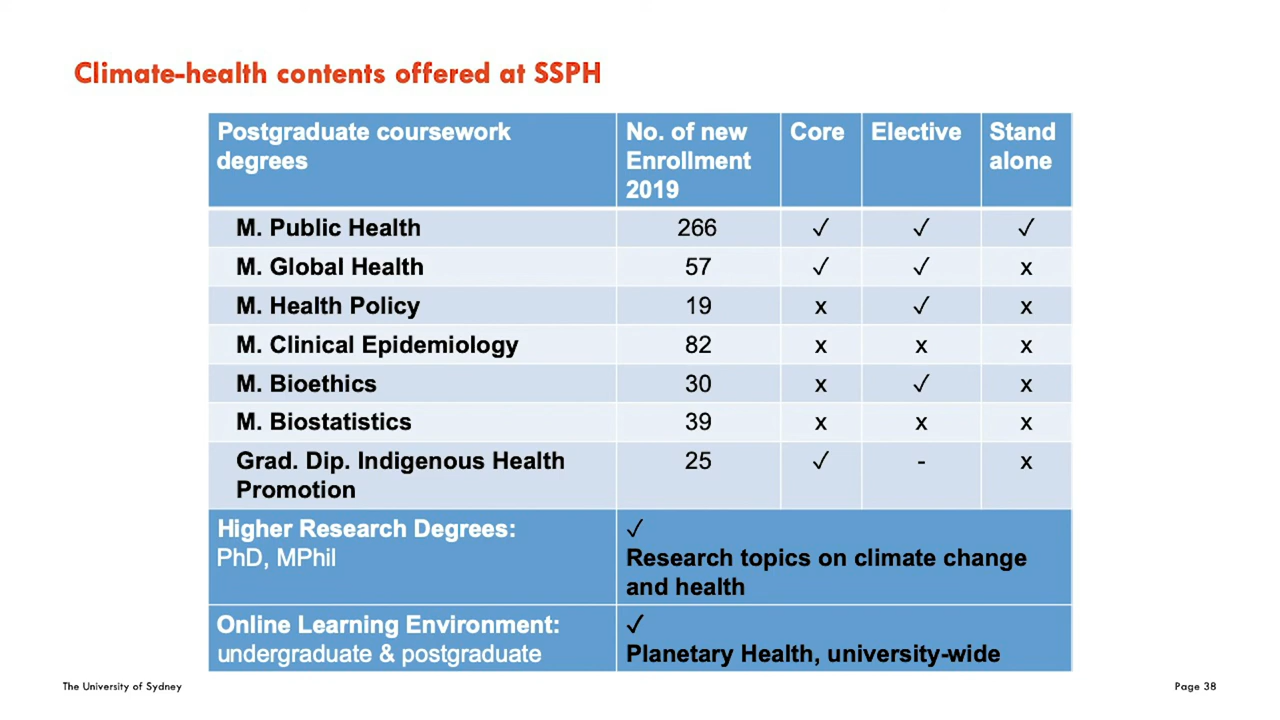 Climate-health contents offered at SSPH
Postgraduate coursework degrees | No. of new Enrollment 2019 | Core | Elective | Stand alone
M. Public Health | 266 | ✓ | ✓ | ✓
M. Global Health | 57 | ✓ | ✓ | x
M. Health Policy | 19 | x | ✓ | x
M. Clinical Epidemiology | 82 | x | x | x
M. Bioethics | 30 | x | ✓ | x
M. Biostatistics | 39 | x | x | x
Grad. Dip. Indigenous Health Promotion | 25 | ✓ | - | x
Higher Research Degrees:
PhD, MPhil
✓
Research topics on climate change
and health
Online Learning Environment:
undergraduate & postgraduate
✓
Planetary Health, university-wide
The University of Sydney
Page 38